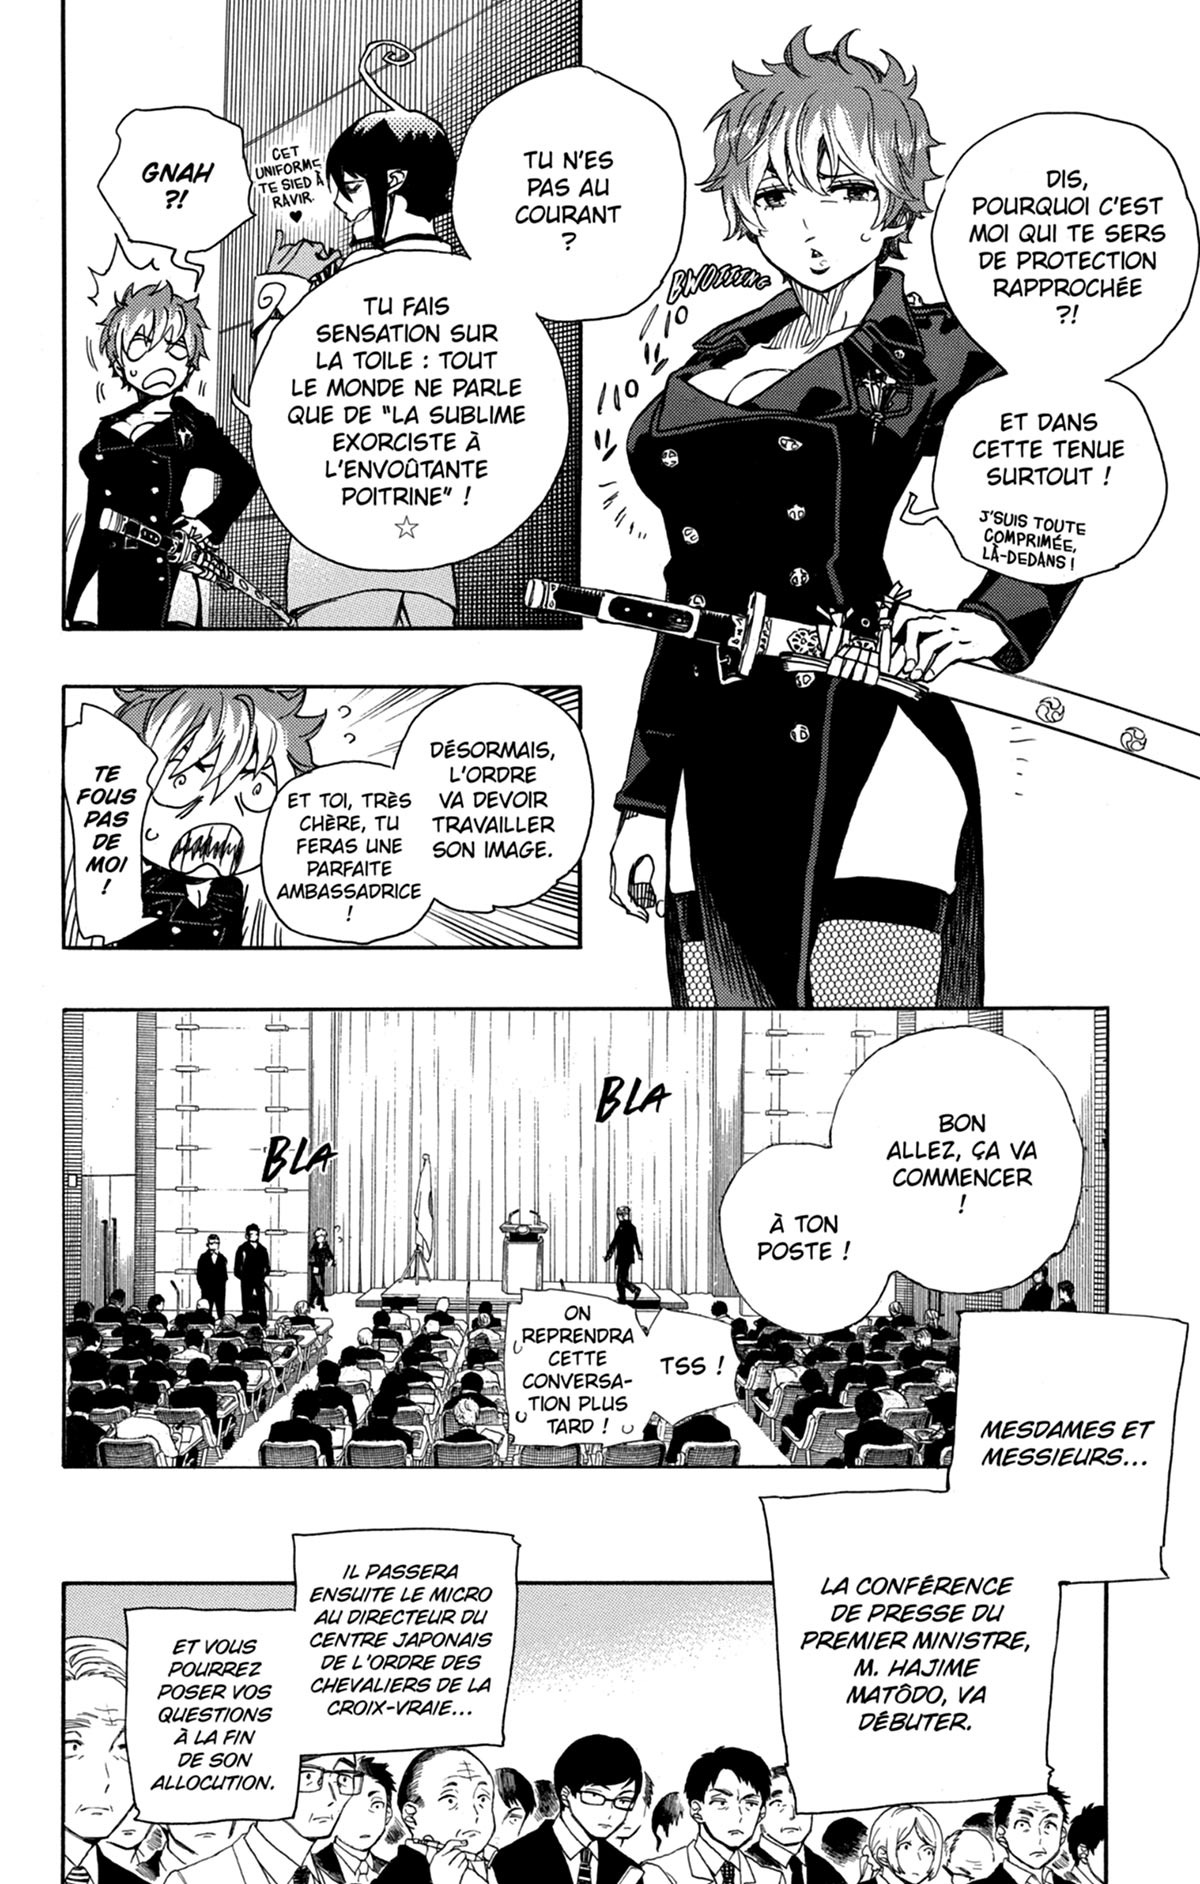 DIS,
POURQUOI C'EST
MOI QUI TE SERS
DE PROTECTION
RAPPROCHÉE
?!
ET DANS
CETTE TENUE
SURTOUT !
J'SUIS TOUTE
COMPRIMÉE,
LÀ-DEDANS !
BWOIIING
TU N'ES
PAS AU
COURANT
?
CET
UNIFORME
TE SIED À
RAVIR.
♥
TU FAIS
SENSATION SUR
LA TOILE : TOUT
LE MONDE NE PARLE
QUE DE "LA SUBLIME
EXORCISTE À
L'ENVOÛTANTE
POITRINE" !
☆
GNAH
?!
DÉSORMAIS,
L'ORDRE
VA DEVOIR
TRAVAILLER
SON IMAGE.
ET TOI, TRÈS
CHÈRE, TU
FERAS UNE
PARFAITE
AMBASSADRICE
!
TE
FOUS
PAS
DE
MOI
!
BON
ALLEZ, ÇA VA
COMMENCER
!
À TON
POSTE !
BLA
BLA
TSS !
ON
REPRENDRA
CETTE
CONVERSA-
TION PLUS
TARD !
MESDAMES ET
MESSIEURS...
LA CONFÉRENCE
DE PRESSE DU
PREMIER MINISTRE,
M. HAJIME
MATÔDO, VA
DÉBUTER.
IL PASSERA
ENSUITE LE MICRO
AU DIRECTEUR DU
CENTRE JAPONAIS
DE L'ORDRE DES
CHEVALIERS DE LA
CROIX-VRAIE...
ET VOUS
POURREZ
POSER VOS
QUESTIONS
À LA FIN
DE SON
ALLOCUTION.